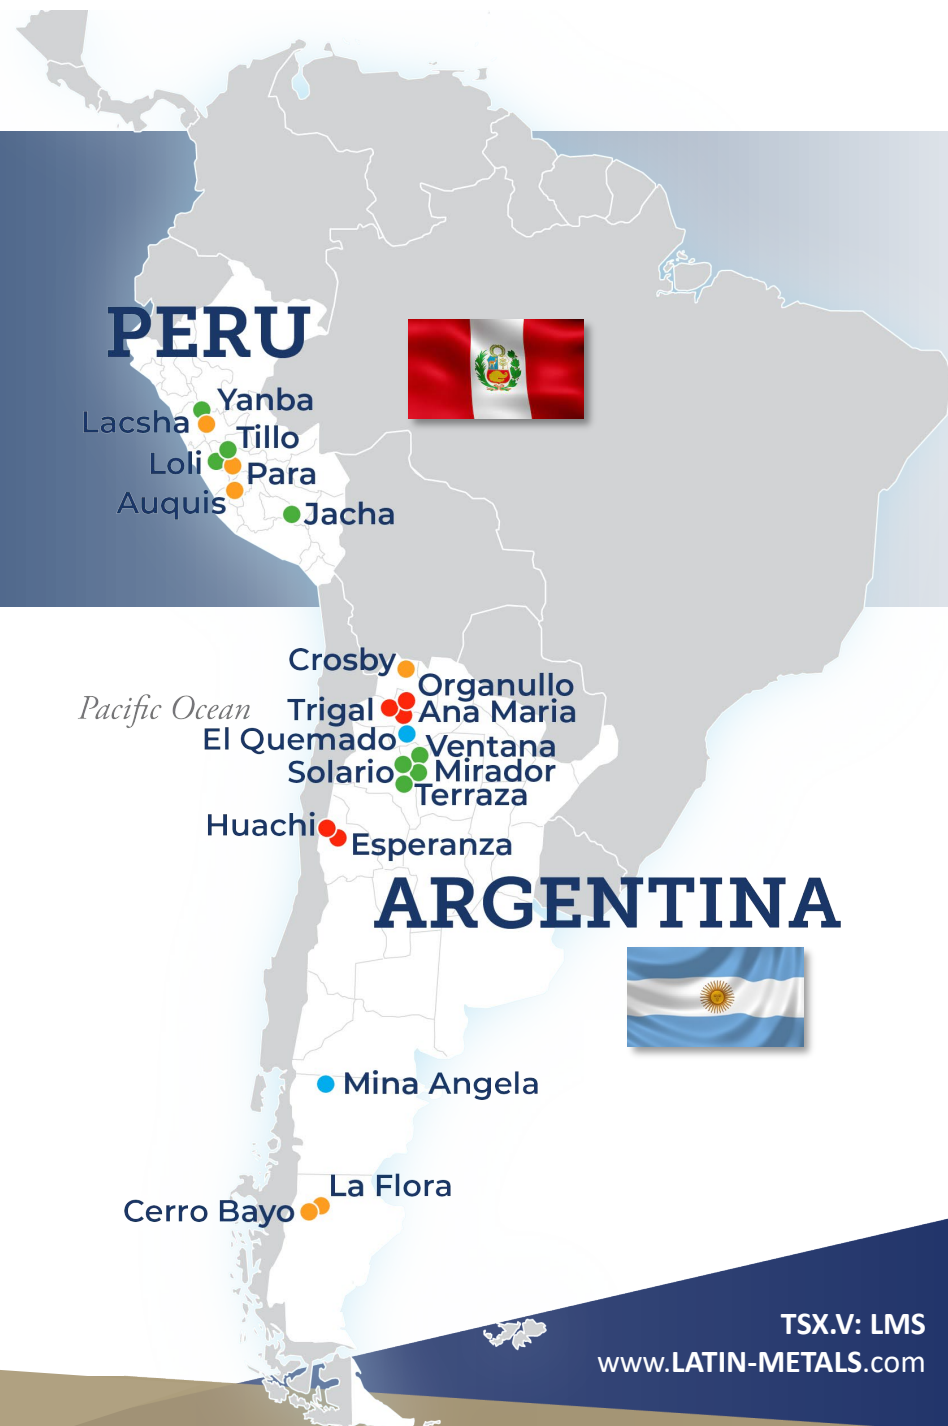 PERU
Yanba
Lacsha
Tillo
Loli
Para
Auquis
Jacha
Crosby
Organullo
Trigal
Ana Maria
El Quemado
Ventana
Solario
Mirador
Terraza
Pacific Ocean
Huachi
Esperanza
ARGENTINA
Mina Angela
La Flora
Cerro Bayo
TSX.V: LMS
www.LATIN-METALS.com